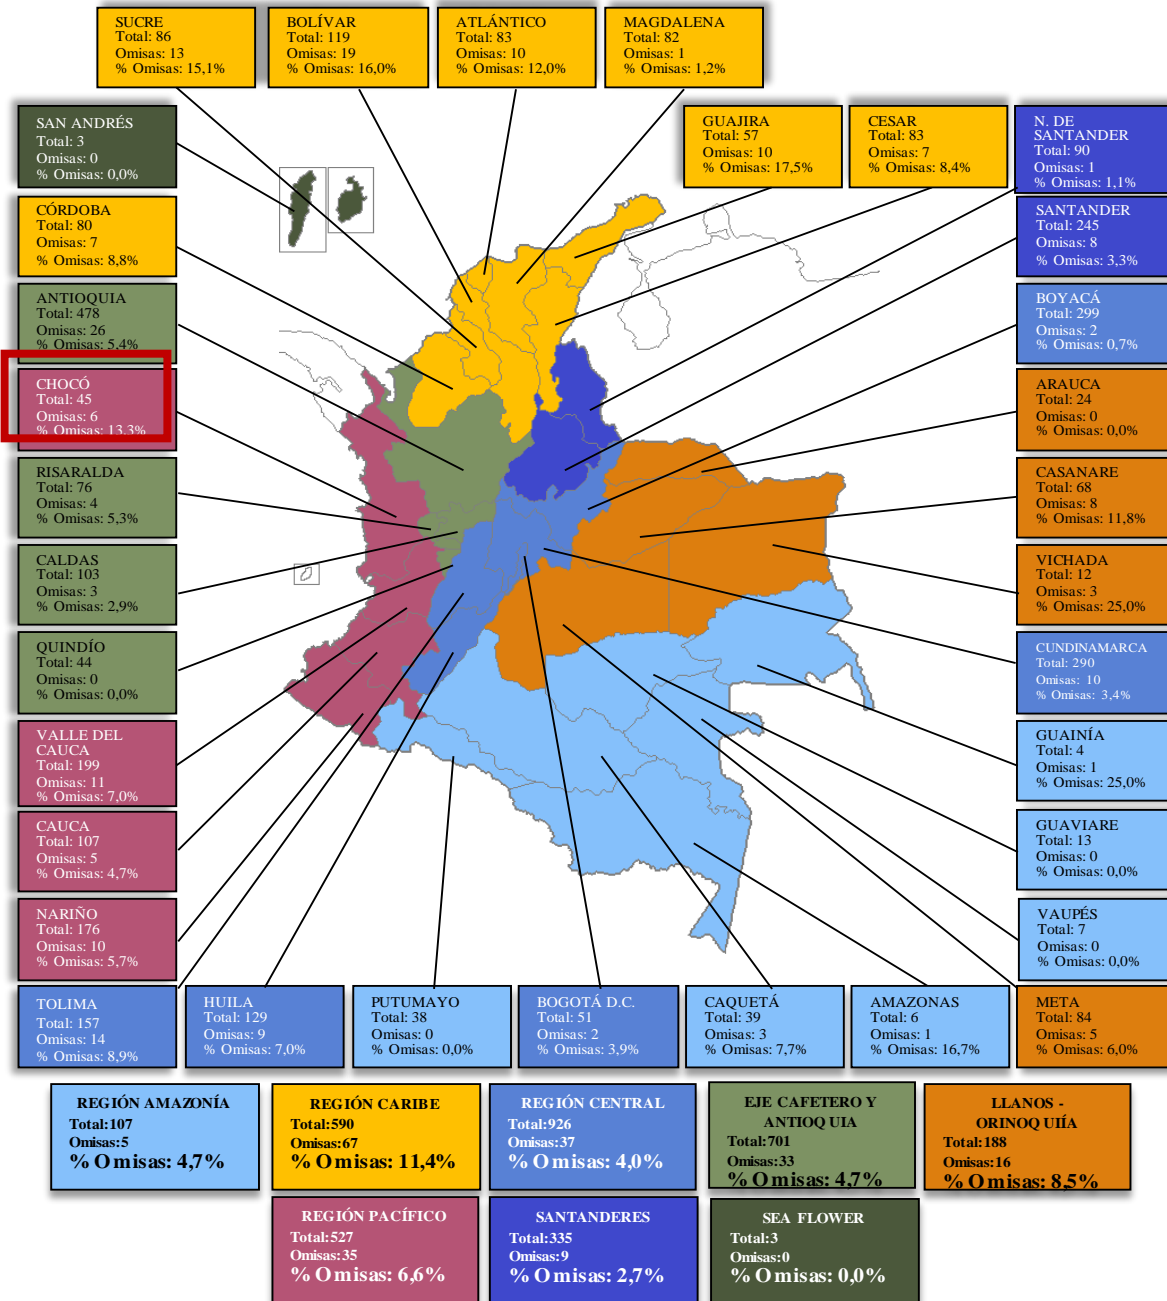 SUCRE
Total: 86
Omisas: 13
% Omisas: 15,1%
BOLÍVAR
Total: 119
Omisas: 19
% Omisas: 16,0%
ATLÁNTICO
Total: 83
Omisas: 10
% Omisas: 12,0%
MAGDALENA
Total: 82
Omisas: 1
% Omisas: 1,2%
SAN ANDRÉS
Total: 3
Omisas: 0
% Omisas: 0,0%
GUAJIRA
Total: 57
Omisas: 10
% Omisas: 17,5%
CESAR
Total: 83
Omisas: 7
% Omisas: 8,4%
N. DE
SANTANDER
Total: 90
Omisas: 1
% Omisas: 1,1%
CÓRDOBA
Total: 80
Omisas: 7
% Omisas: 8,8%
SANTANDER
Total: 245
Omisas: 8
% Omisas: 3,3%
ANTIOQUIA
Total: 478
Omisas: 26
% Omisas: 5,4%
BOYACÁ
Total: 299
Omisas: 2
% Omisas: 0,7%
CHOCÓ
Total: 45
Omisas: 6
% Omisas: 13,3%
ARAUCA
Total: 24
Omisas: 0
% Omisas: 0,0%
RISARALDA
Total: 76
Omisas: 4
% Omisas: 5,3%
CASANARE
Total: 68
Omisas: 8
% Omisas: 11,8%
CALDAS
Total: 103
Omisas: 3
% Omisas: 2,9%
VICHADA
Total: 12
Omisas: 3
% Omisas: 25,0%
QUINDÍO
Total: 44
Omisas: 0
% Omisas: 0,0%
CUNDINAMARCA
Total: 290
Omisas: 10
% Omisas: 3,4%
VALLE DEL
CAUCA
Total: 199
Omisas: 11
% Omisas: 7,0%
GUAINÍA
Total: 4
Omisas: 1
% Omisas: 25,0%
CAUCA
Total: 107
Omisas: 5
% Omisas: 4,7%
GUAVIARE
Total: 13
Omisas: 0
% Omisas: 0,0%
NARIÑO
Total: 176
Omisas: 10
% Omisas: 5,7%
VAUPÉS
Total: 7
Omisas: 0
% Omisas: 0,0%
TOLIMA
Total: 157
Omisas: 14
% Omisas: 8,9%
HUILA
Total: 129
Omisas: 9
% Omisas: 7,0%
PUTUMAYO
Total: 38
Omisas: 0
% Omisas: 0,0%
BOGOTÁ D.C.
Total: 51
Omisas: 2
% Omisas: 3,9%
CAQUETÁ
Total: 39
Omisas: 3
% Omisas: 7,7%
AMAZONAS
Total: 6
Omisas: 1
% Omisas: 16,7%
META
Total: 84
Omisas: 5
% Omisas: 6,0%
REGIÓN AMAZONÍA
Total:107
Omisas:5
% Omisas: 4,7%
REGIÓN CARIBE
Total:590
Omisas:67
% Omisas: 11,4%
REGIÓN CENTRAL
Total:926
Omisas:37
% Omisas: 4,0%
EJE CAFETERO Y
ANTIOQ UIA
Total:701
Omisas:33
% Omisas: 4,7%
LLANOS -
ORINOQ UIÍA
Total:188
Omisas:16
% Omisas: 8,5%
REGIÓN PACÍFICO
Total:527
Omisas:35
% Omisas: 6,6%
SANTANDERES
Total:335
Omisas:9
% Omisas: 2,7%
SEA FLOWER
Total:3
Omisas:0
% Omisas: 0,0%